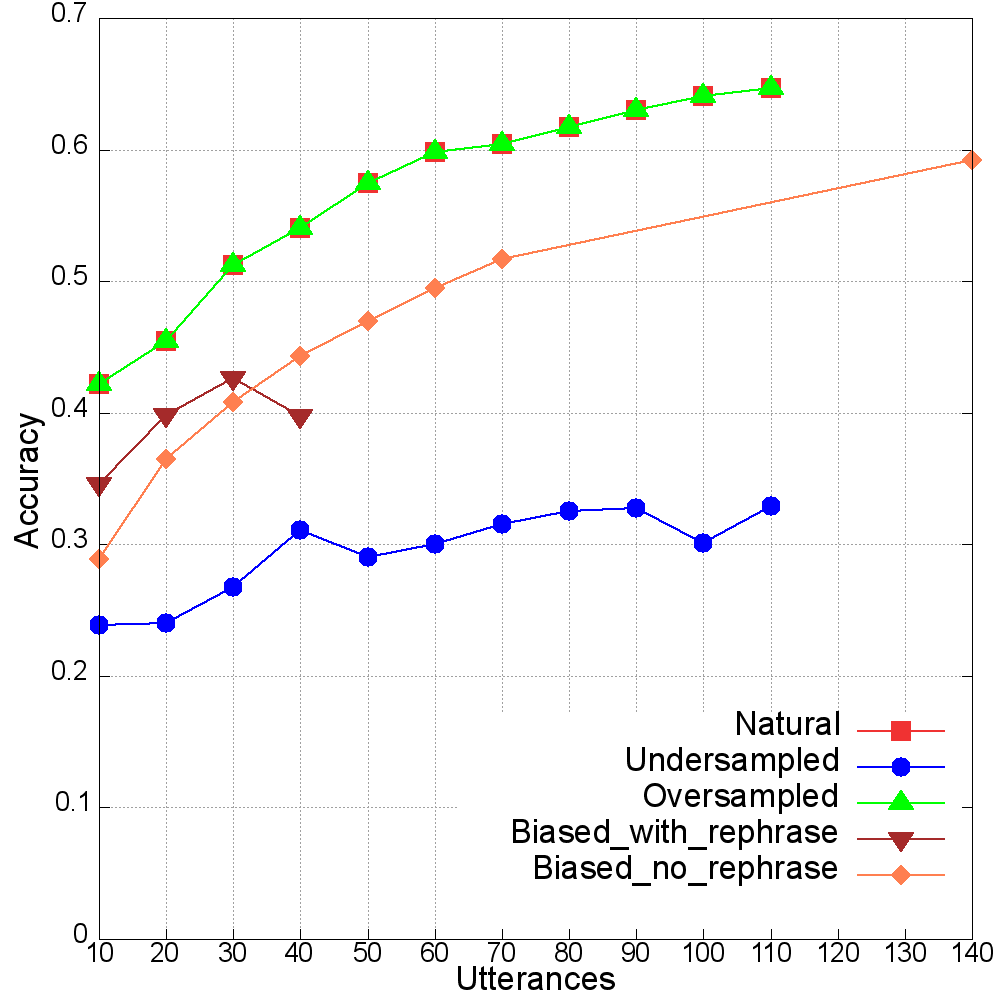 0.7
0.6
0.5
0.4
0.3
0.2
0.1
0
Accuracy
Natural
Undersampled
Oversampled
Biased_with_rephrase
Biased_no_rephrase
10 20 30 40 50 60 70 80 90 100 110 120 130 140
Utterances